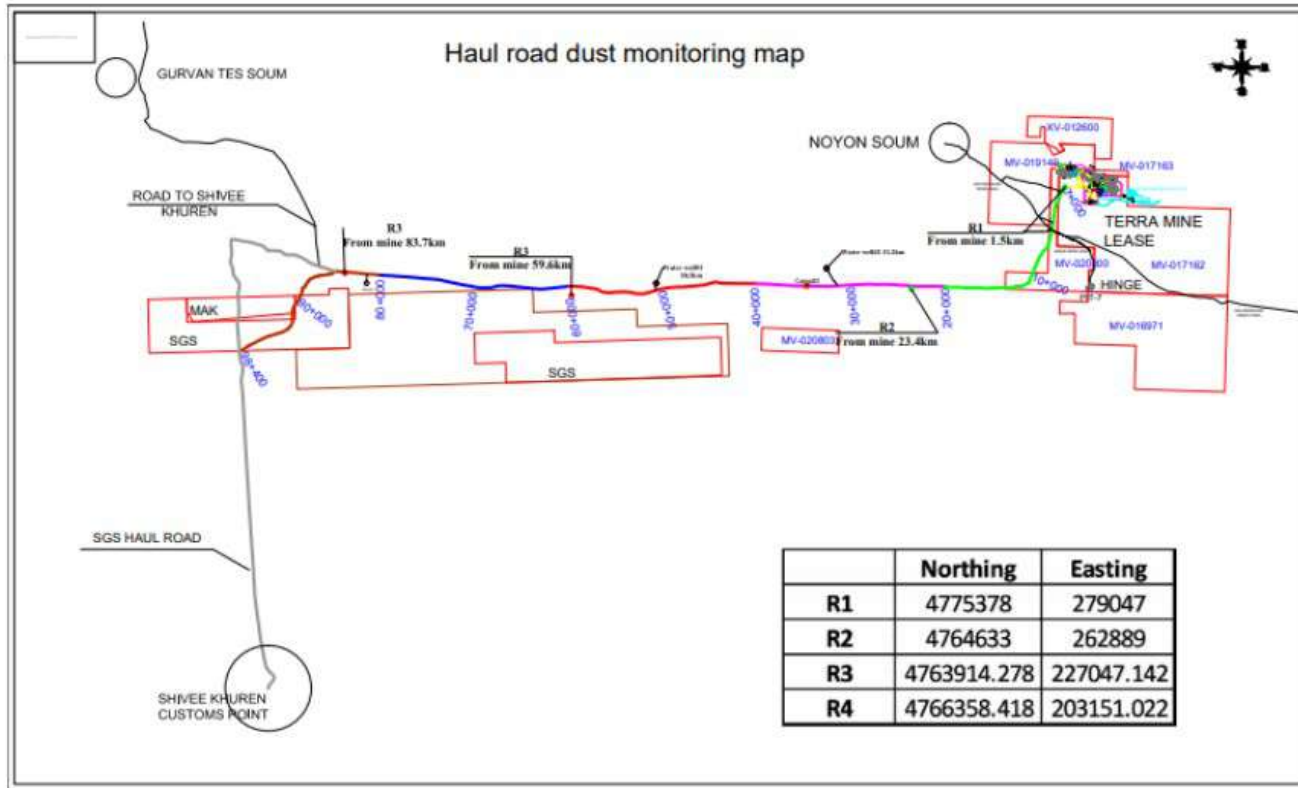 Haul road dust monitoring map
GURVAN TES SOUM
NOYON SOUM
XV-012600
MV-017163
ROAD TO SHIVEE
KHUREN
R3
From mine 83.7km
R3
From mine 59.6km
R1
From mine 1.5km
TERRA MINE
LEASE
MV-017162
HINGE
MAK
SGS
90+000
80+000
70+000
60+000
50+000
40+000
30+000
20+000
10+000
R2
From mine 23.4km
MV-020803
MV-016971
SGS
SGS HAUL ROAD
SHIVEE KHUREN
CUSTOMS POINT
Northing Easting
R1 4775378 279047
R2 4764633 262889
R3 4763914.278 227047.142
R4 4766358.418 203151.022